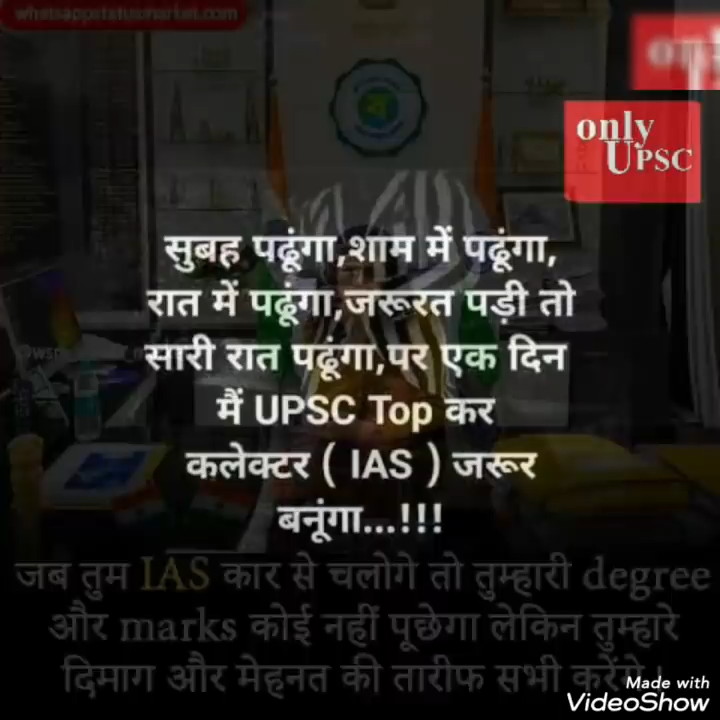 whatsappstatusmarket.com
only
UPSC
सुबह पढूंगा,शाम में पढूंगा,
रात में पढूंगा,जरूरत पड़ी तो
सारी रात पढूंगा,पर एक दिन
मैं UPSC Top कर
कलेक्टर ( IAS ) जरूर
बनूंगा...!!!
जब तुम IAS कार से चलोगे तो तुम्हारी degree
और marks कोई नहीं पूछेगा लेकिन तुम्हारे
दिमाग और मेहनत की तारीफ सभी करेंगे।
Made with
VideoShow